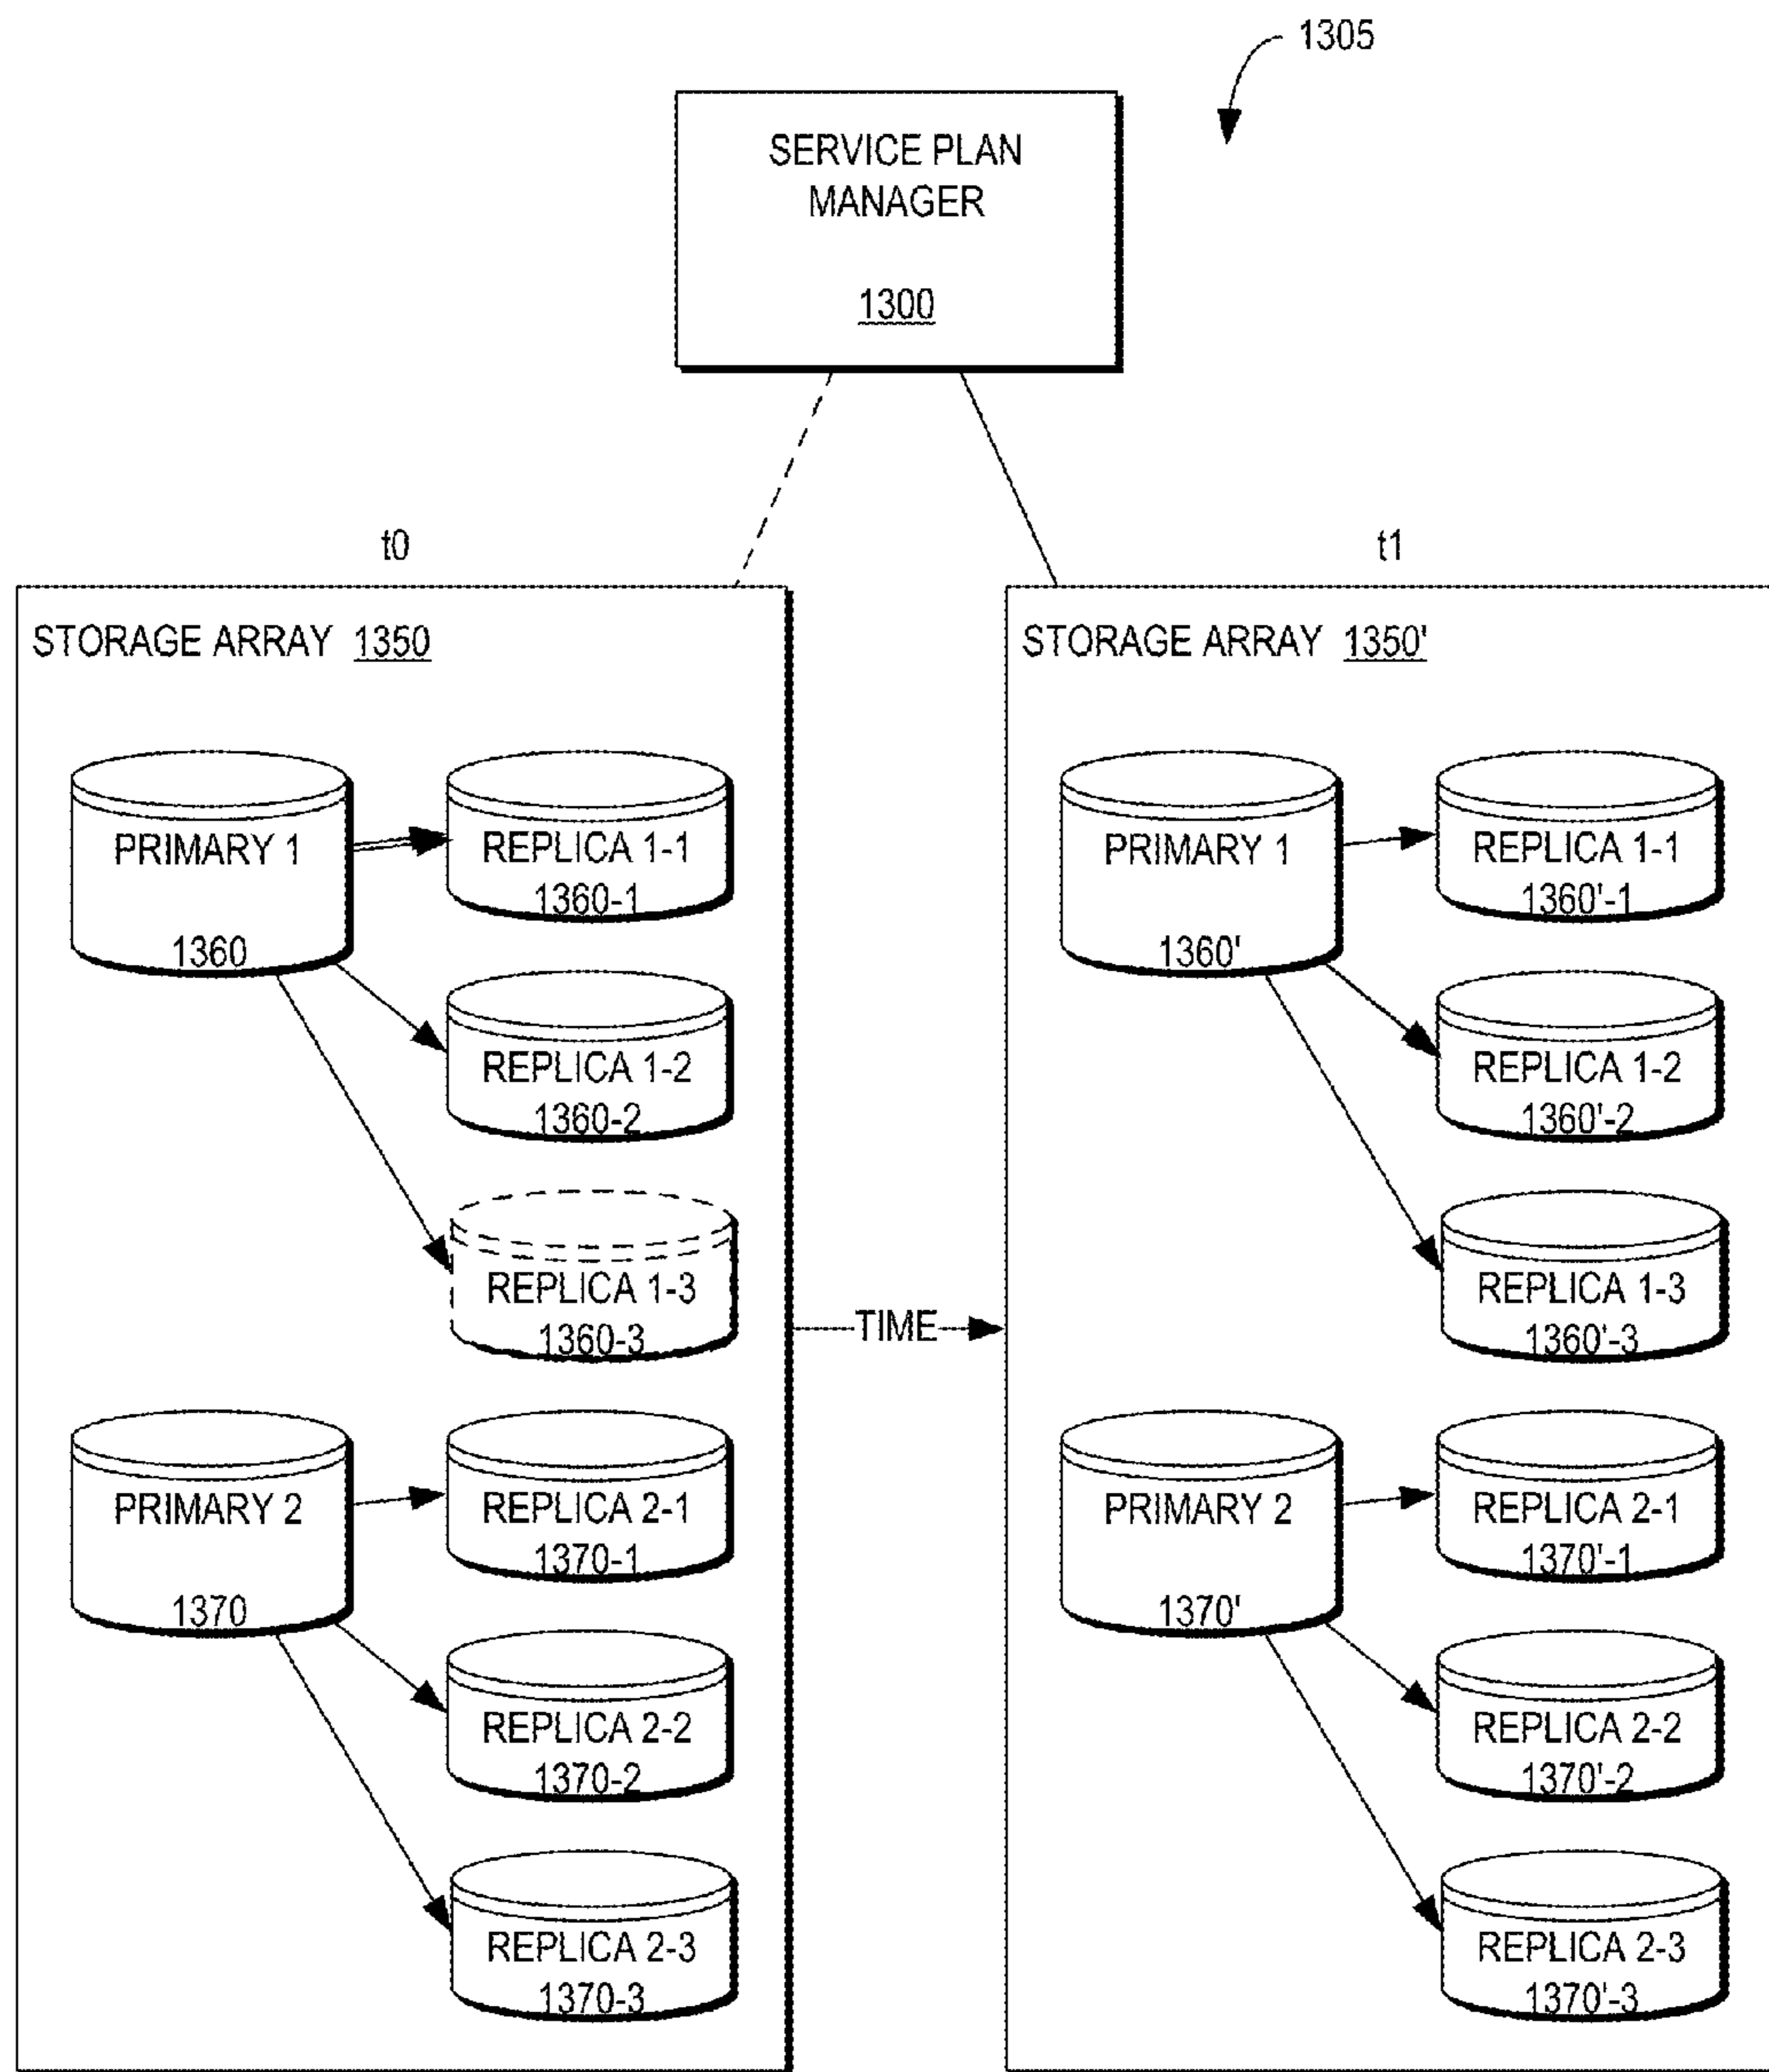 1305
SERVICE PLAN
MANAGER
1300
t0
STORAGE ARRAY 1350
PRIMARY 1
1360
REPLICA 1-1
1360-1
REPLICA 1-2
1360-2
REPLICA 1-3
1360-3
PRIMARY 2
1370
REPLICA 2-1
1370-1
REPLICA 2-2
1370-2
REPLICA 2-3
1370-3
TIME
t1
STORAGE ARRAY 1350'
PRIMARY 1
1360'
REPLICA 1-1
1360'-1
REPLICA 1-2
1360'-2
REPLICA 1-3
1360'-3
PRIMARY 2
1370'
REPLICA 2-1
1370'-1
REPLICA 2-2
1370'-2
REPLICA 2-3
1370'-3